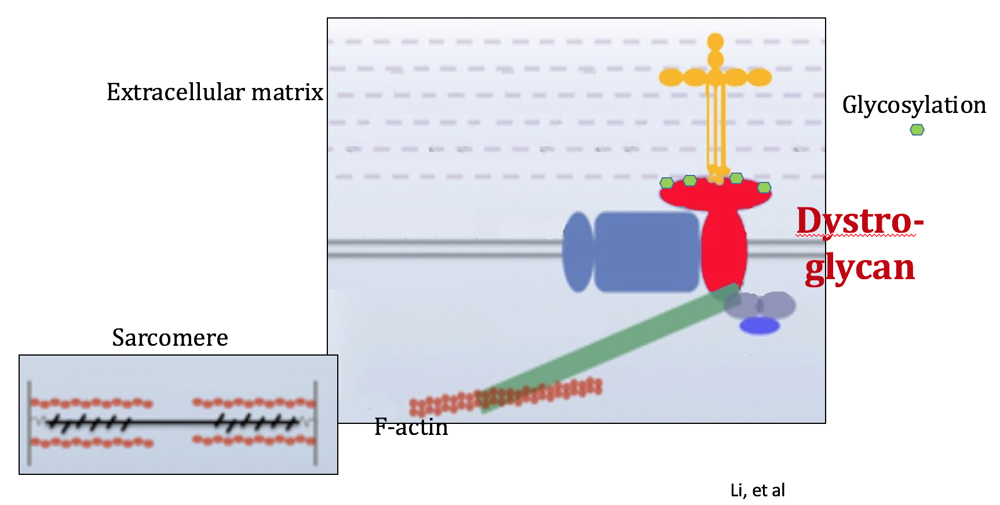 Extracellular matrix
Glycosylation
Dystro-
glycan
Sarcomere
F-actin
Li, et al